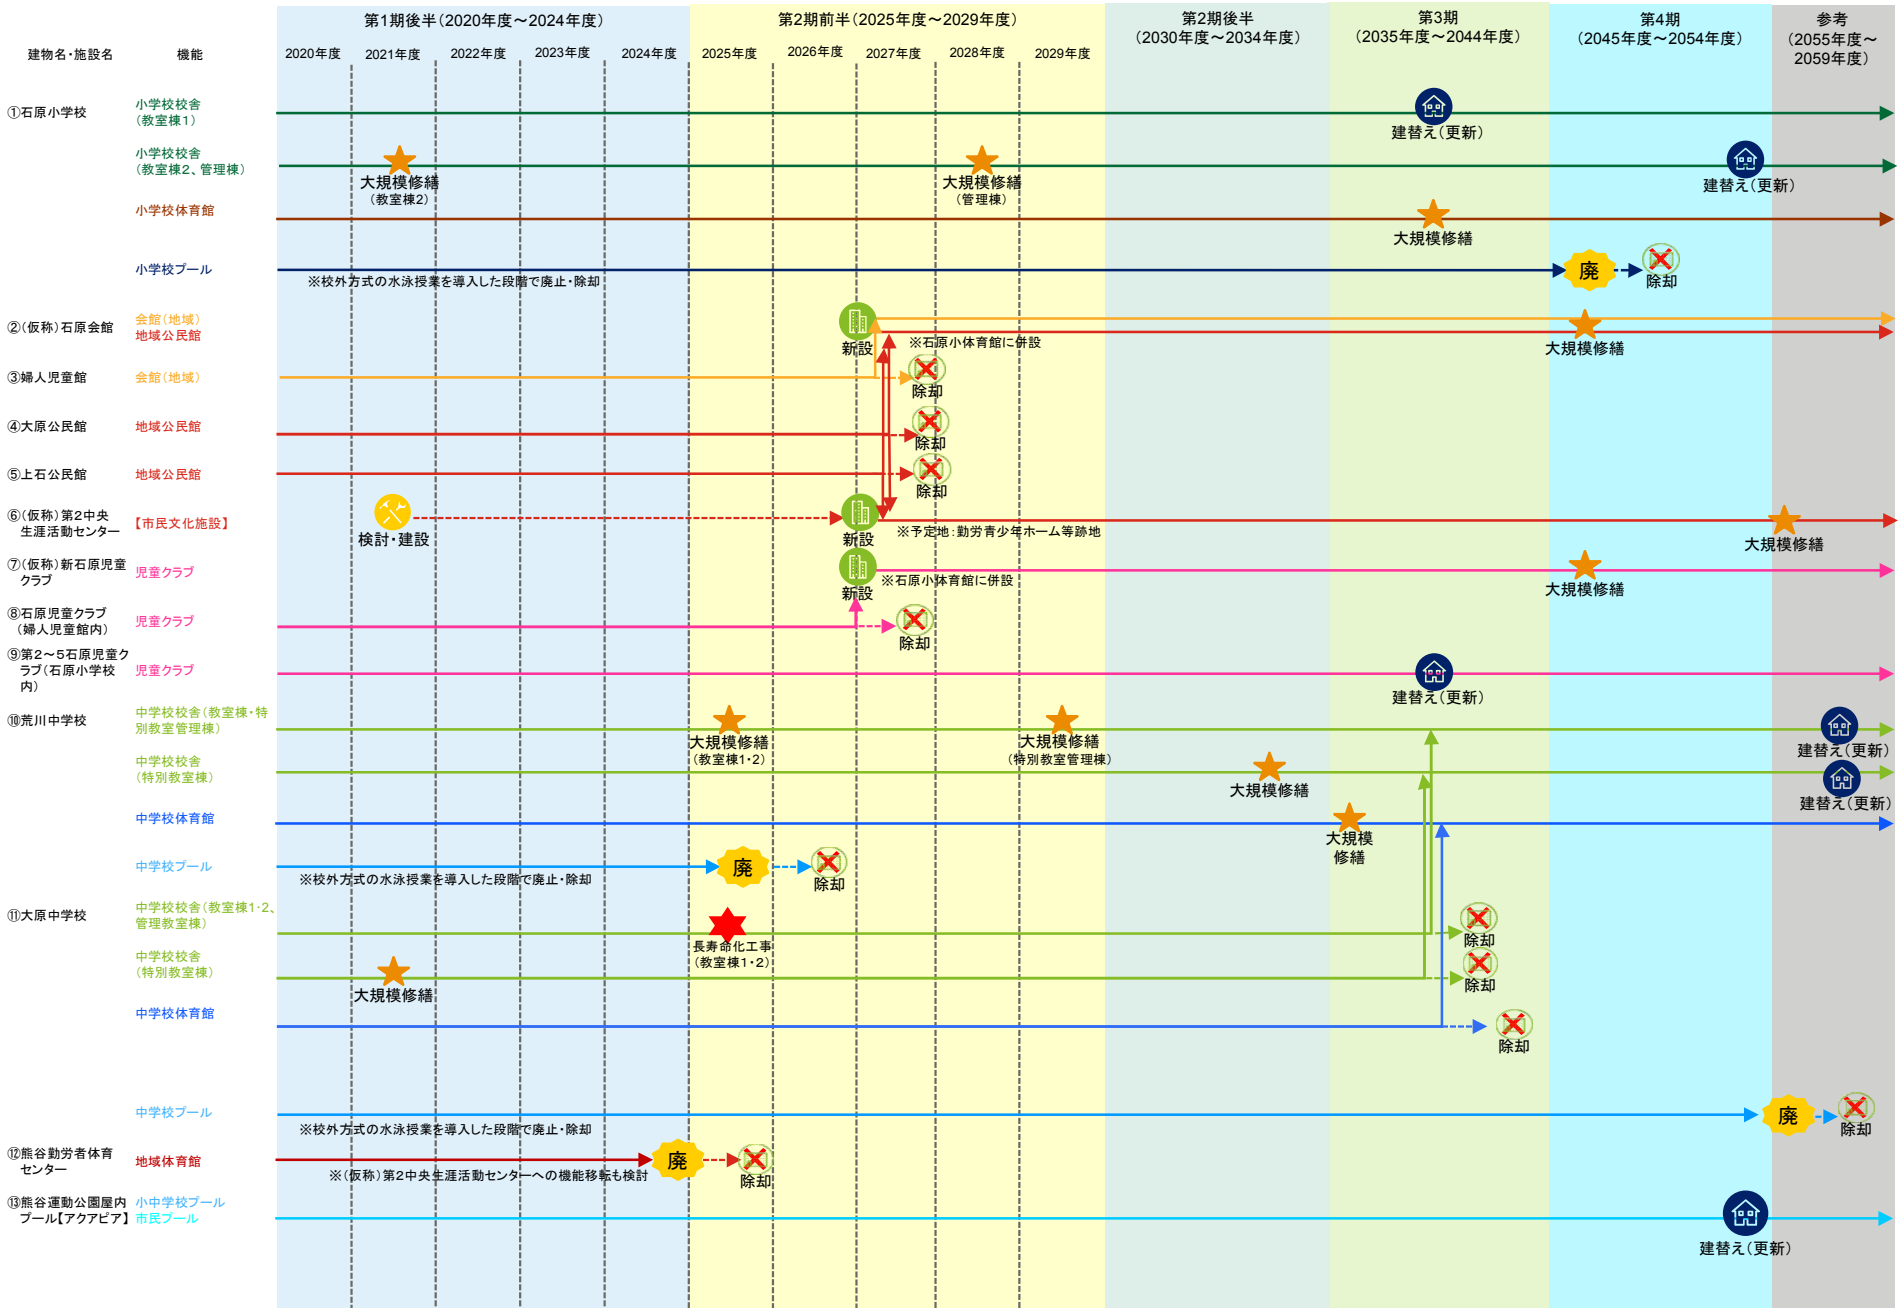 第1期後半(2020年度～2024年度)
第2期前半(2025年度～2029年度)
第2期後半
(2030年度～2034年度)
第3期
(2035年度～2044年度)
第4期
(2045年度～2054年度)
参考
(2055年度～
2059年度)
建物名・施設名
機能
2020年度
2021年度
2022年度
2023年度
2024年度
2025年度
2026年度
2027年度
2028年度
2029年度
①石原小学校
小学校校舎
(教室棟1)
建替え(更新)
小学校校舎
(教室棟2、管理棟)
大規模修繕
(教室棟2)
大規模修繕
(管理棟)
建替え(更新)
小学校体育館
大規模修繕
小学校プール
※校外方式の水泳授業を導入した段階で廃止・除却
廃
除却
②(仮称)石原会館
会館(地域)
地域公民館
新設
※石原小体育館に併設
大規模修繕
③婦人児童館
会館(地域)
除却
④大原公民館
地域公民館
除却
⑤上石公民館
地域公民館
除却
⑥(仮称)第2中央
生涯活動センター
【市民文化施設】
検討・建設
新設
※予定地:勤労青少年ホーム等跡地
大規模修繕
⑦(仮称)新石原児童
クラブ
児童クラブ
新設
※石原小体育館に併設
大規模修繕
⑧石原児童クラブ
(婦人児童館内)
児童クラブ
除却
⑨第2～5石原児童ク
ラブ(石原小学校
内)
児童クラブ
建替え(更新)
⑩荒川中学校
中学校校舎(教室棟・特
別教室管理棟)
大規模修繕
(教室棟1・2)
大規模修繕
(特別教室管理棟)
建替え(更新)
中学校校舎
(特別教室棟)
大規模修繕
建替え(更新)
中学校体育館
大規模
修繕
中学校プール
※校外方式の水泳授業を導入した段階で廃止・除却
廃
除却
⑪大原中学校
中学校校舎(教室棟1・2、
管理教室棟)
長寿命化工事
(教室棟1・2)
除却
中学校校舎
(特別教室棟)
大規模修繕
除却
中学校体育館
除却
中学校プール
※校外方式の水泳授業を導入した段階で廃止・除却
廃
除却
⑫熊谷勤労者体育
センター
地域体育館
※(仮称)第2中央生涯活動センターへの機能移転も検討
廃
除却
⑬熊谷運動公園屋内
プール【アクアピア】
小中学校プール
市民プール
建替え(更新)